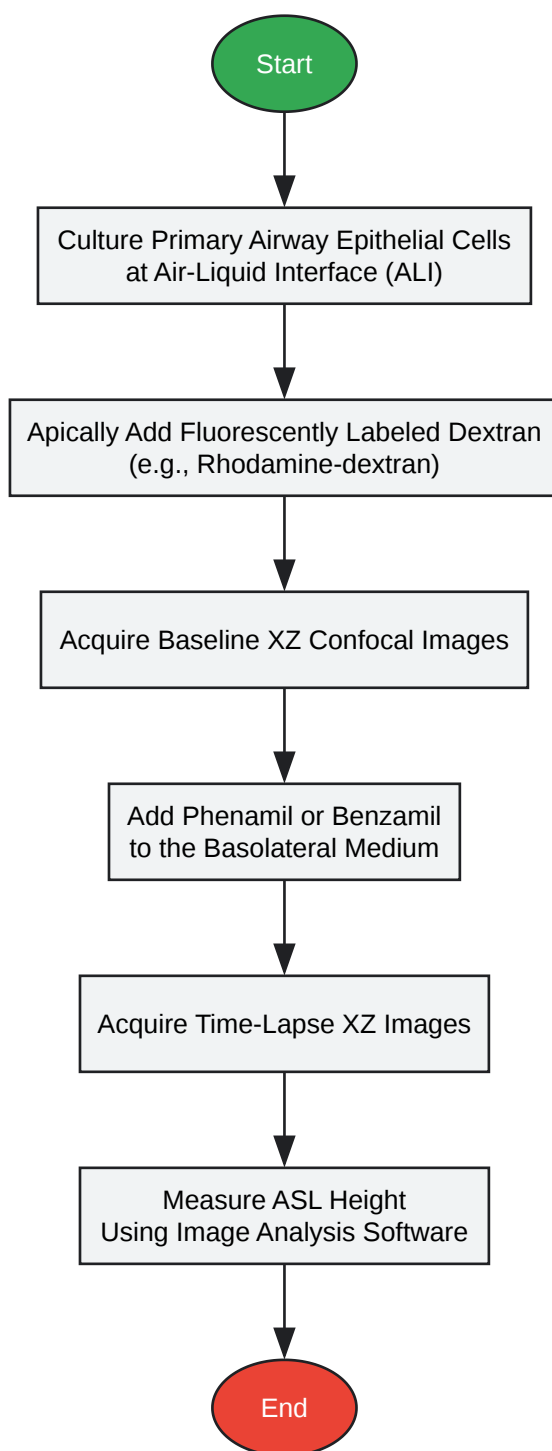 Start
Culture Primary Airway Epithelial Cells
at Air-Liquid Interface (ALI)
Apically Add Fluorescently Labeled Dextran
(e.g., Rhodamine-dextran)
Acquire Baseline XZ Confocal Images
Add Phenamil or Benzamil
to the Basolateral Medium
Acquire Time-Lapse XZ Images
Measure ASL Height
Using Image Analysis Software
End